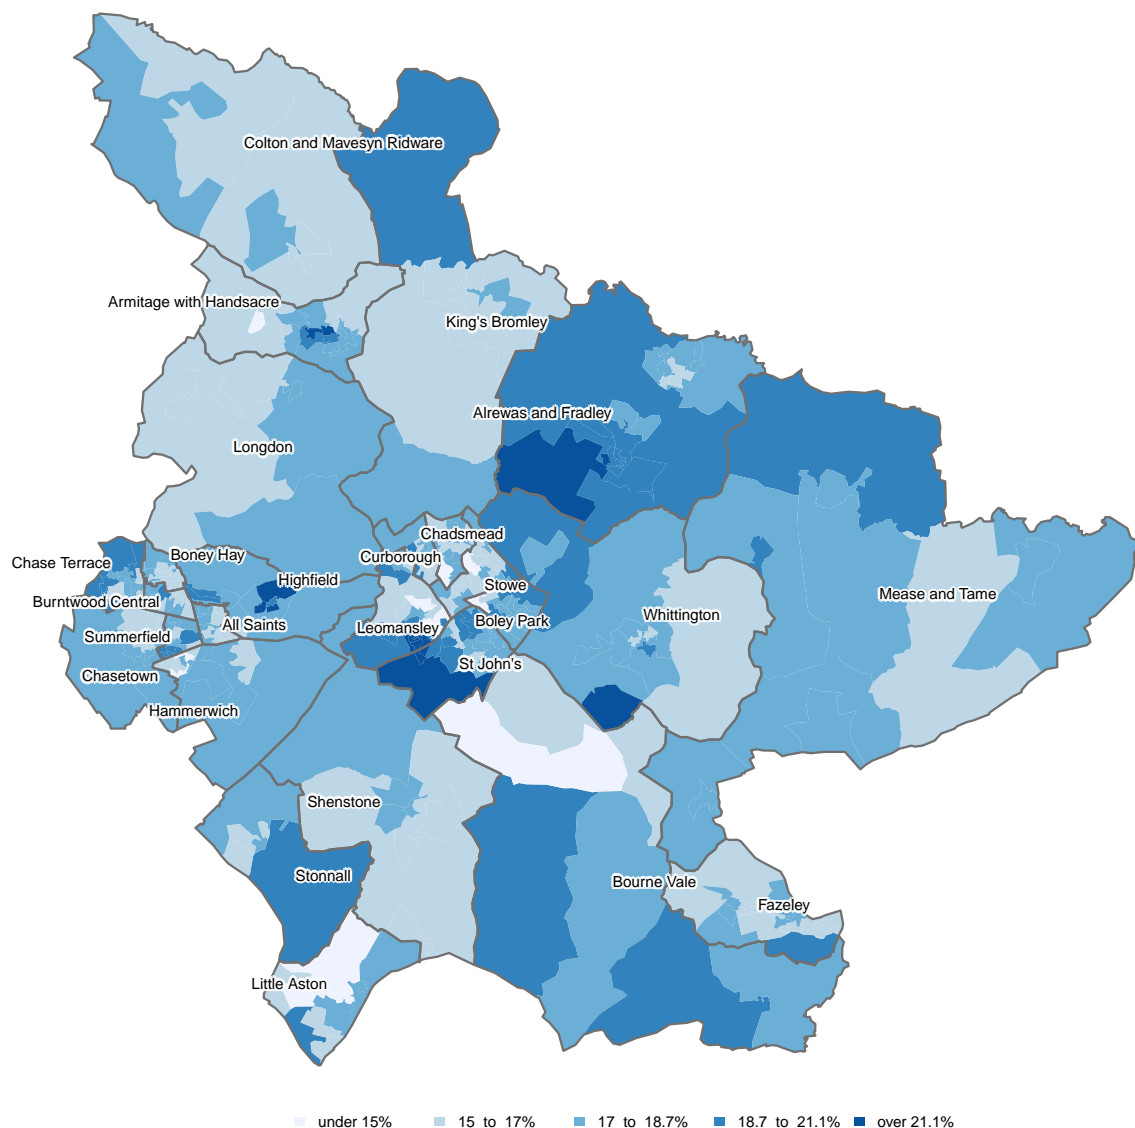 Colton and Mavesyn Ridware
Armitage with Handsacre
King's Bromley
Alrewas and Fradley
Longdon
Chadsmead
Boney Hay
Curborough
Chase Terrace
Highfield
Stowe
Burntwood Central
Mease and Tame
Whittington
All Saints
Boley Park
Leomansley
Summerfield
St John's
Chasetown
Hammerwich
Shenstone
Stonnall
Bourne Vale
Fazeley
Little Aston
under 15% 15 to 17% 17 to 18.7% 18.7 to 21.1% over 21.1%